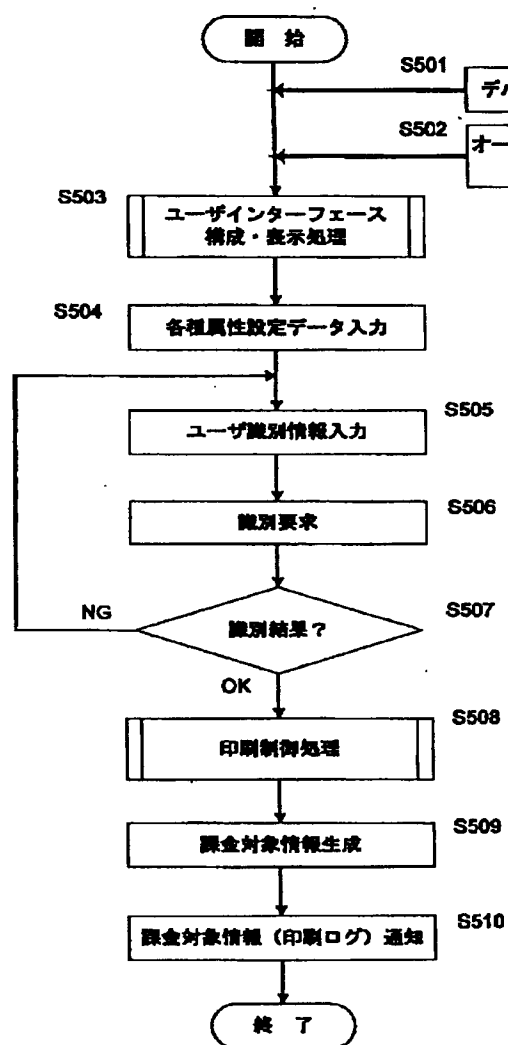 開 始
S501
デバ
S502
オー
S503
ユーザインターフェース
構成・表示処理
S504
各種属性設定データ入力
S505
ユーザ識別情報入力
S506
識別要求
S507
NG
識別結果?
OK
S508
印刷制御処理
S509
課金対象情報生成
S510
課金対象情報(印刷ログ)通知
終 了